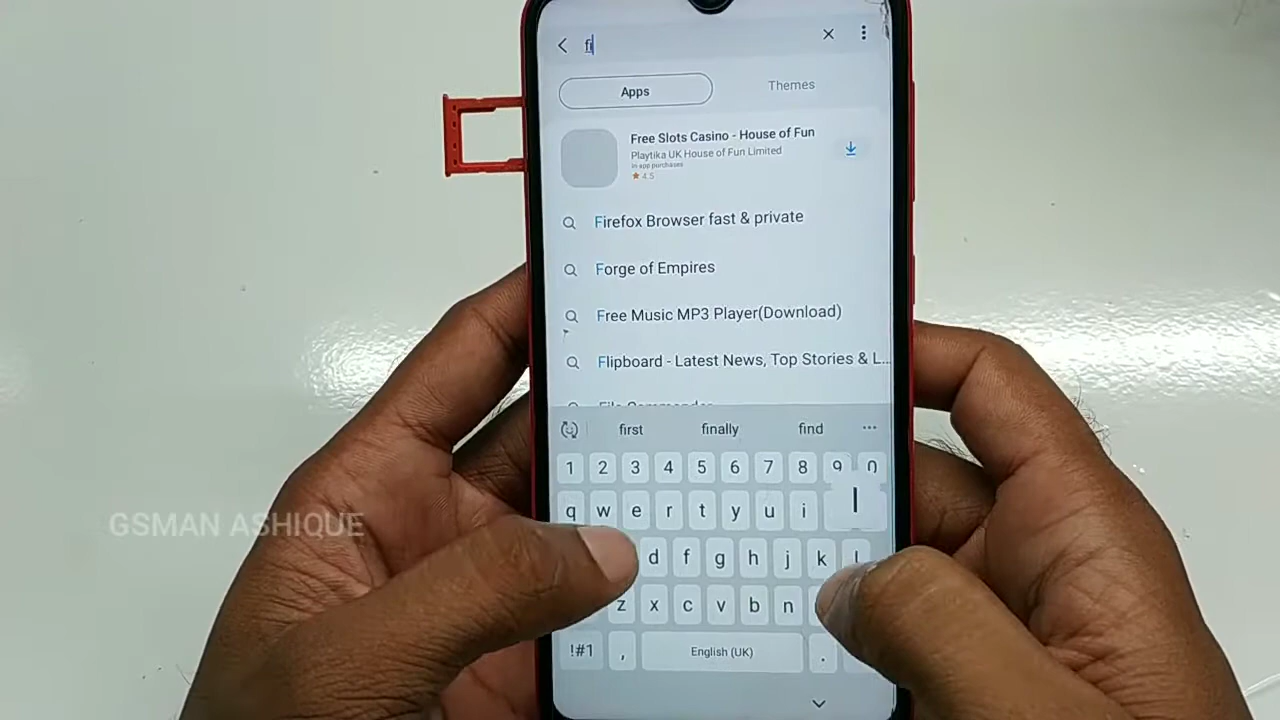 fi
Apps
Themes
Free Slots Casino - House of Fun
Playtika UK House of Fun Limited
In-app purchases
★ 4.5
Firefox Browser fast & private
Forge of Empires
Free Music MP3 Player(Download)
Flipboard - Latest News, Top Stories & L...
File Commander
first finally find
1 2 3 4 5 6 7 8 9 0
q w e r t y u i l
GSMAN ASHIQUE
d f g h j k l
z x c v b n
!#1 , English (UK) .